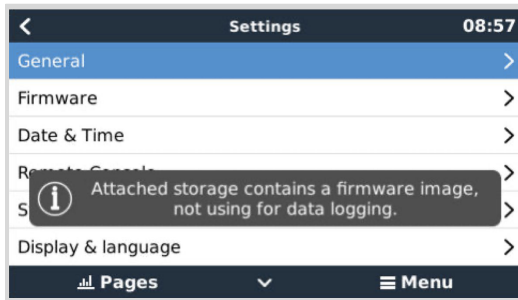 Settings
08:57
General
Firmware
Date & Time
Attached storage contains a firmware image,
not using for data logging.
Display & language
Pages
Menu